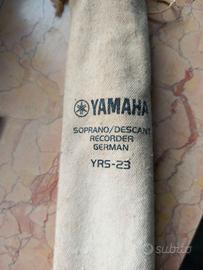 YAMAHA
SOPRANO/DESCANT
RECORDER
GERMAN
YRS-23
subito